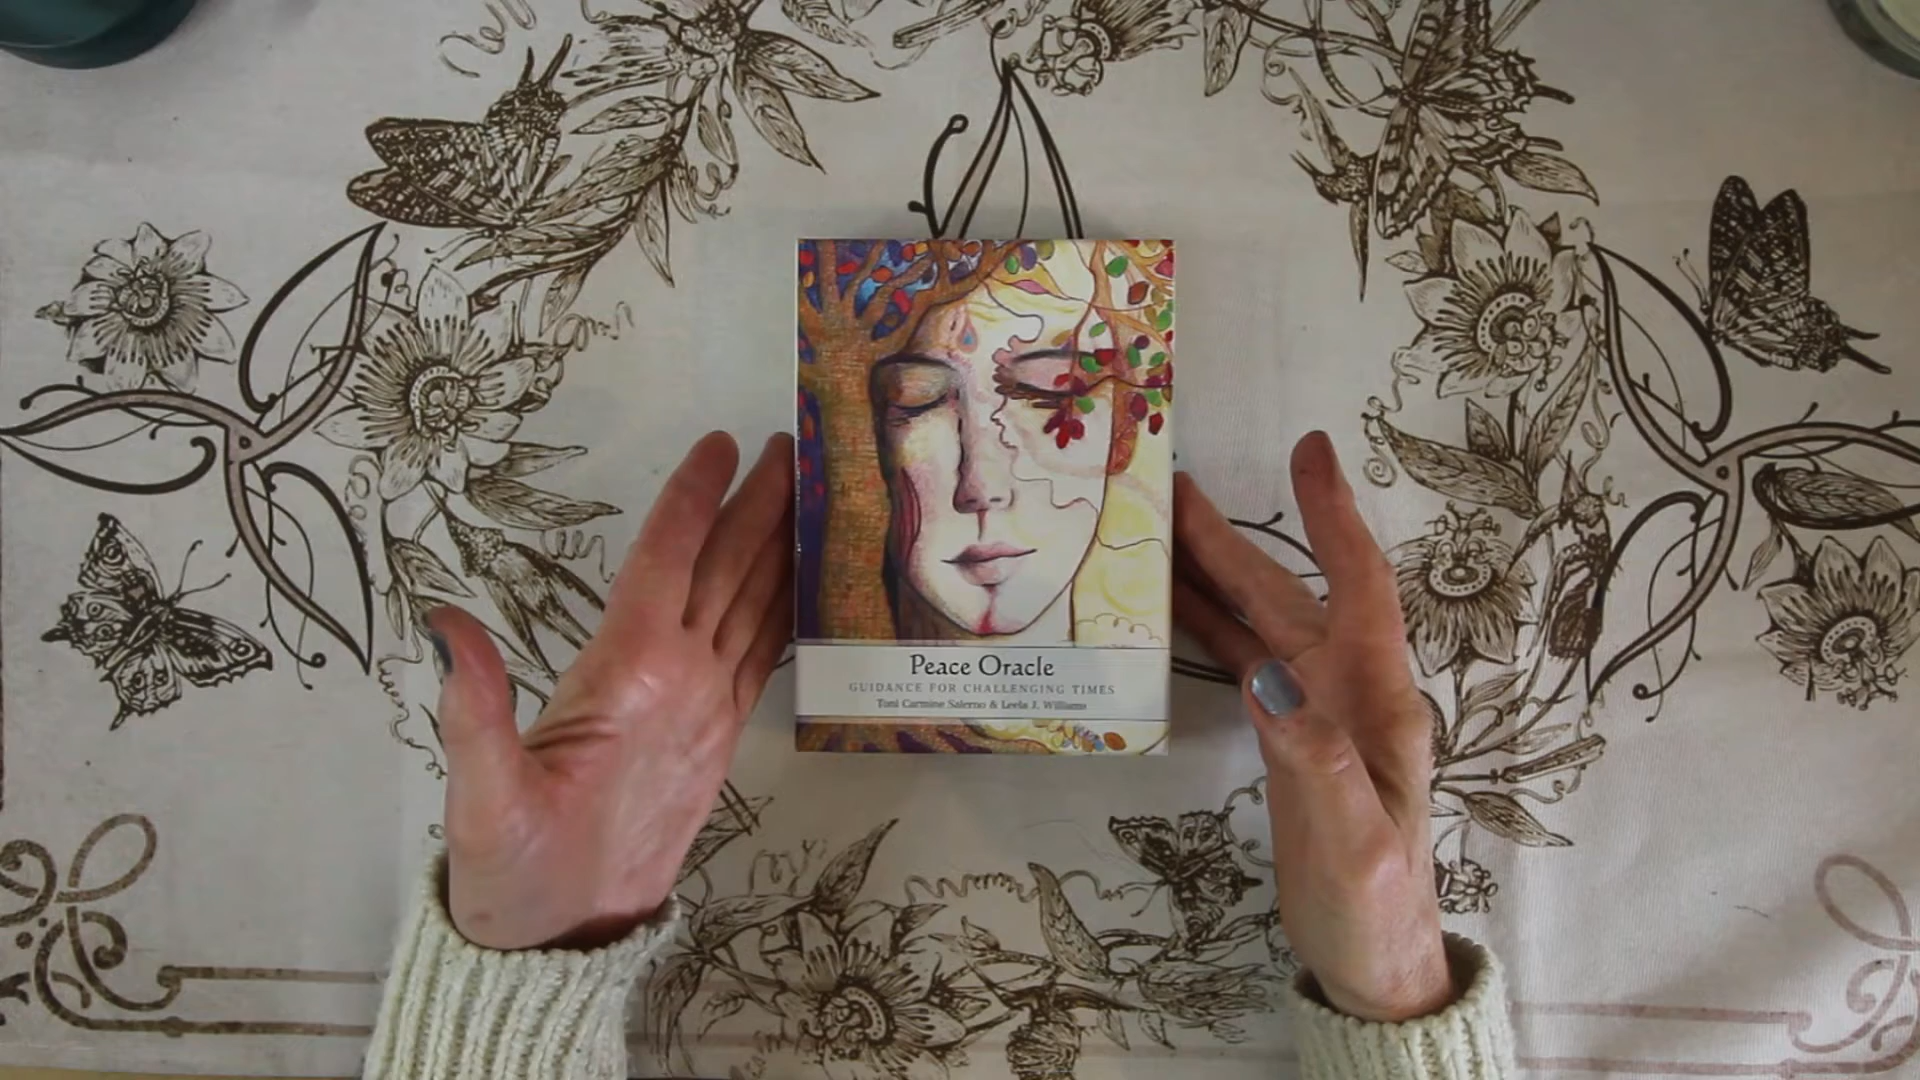 Peace Oracle
GUIDANCE FOR CHALLENGING TIMES
Toni Carmine Salerno & Leela J. Williams